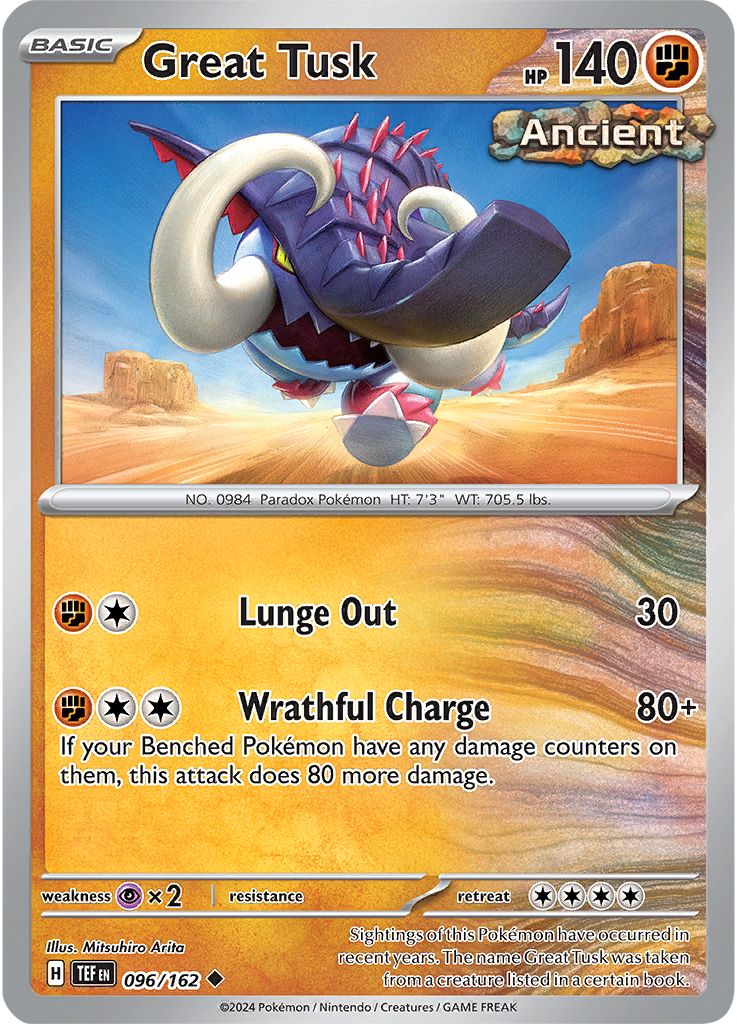 BASIC
Great Tusk
HP 140
Ancient
NO. 0984 Paradox Pokémon HT: 7'3" WT: 705.5 lbs.
Lunge Out 30
Wrathful Charge 80+
If your Benched Pokémon have any damage counters on
them, this attack does 80 more damage.
weakness ×2 resistance retreat
Illus. Mitsuhiro Arita
Sightings of this Pokémon have occurred in
recent years. The name Great Tusk was taken
from a creature listed in a certain book.
H TEF EN 096/162
©2024 Pokémon / Nintendo / Creatures / GAME FREAK